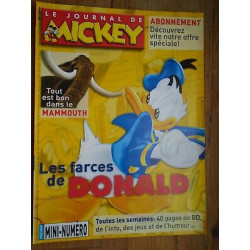 LE JOURNAL DE
MICKEY
ABONNEMENT
Découvrez
vite notre offre
spéciale!
Tout
est bon
dans le
MAMMOUTH
Les farces
de DONALD
MINI-NUMÉRO
Toutes les semaines: 40 pages de BD,
de l'info, des jeux et de l'humour...